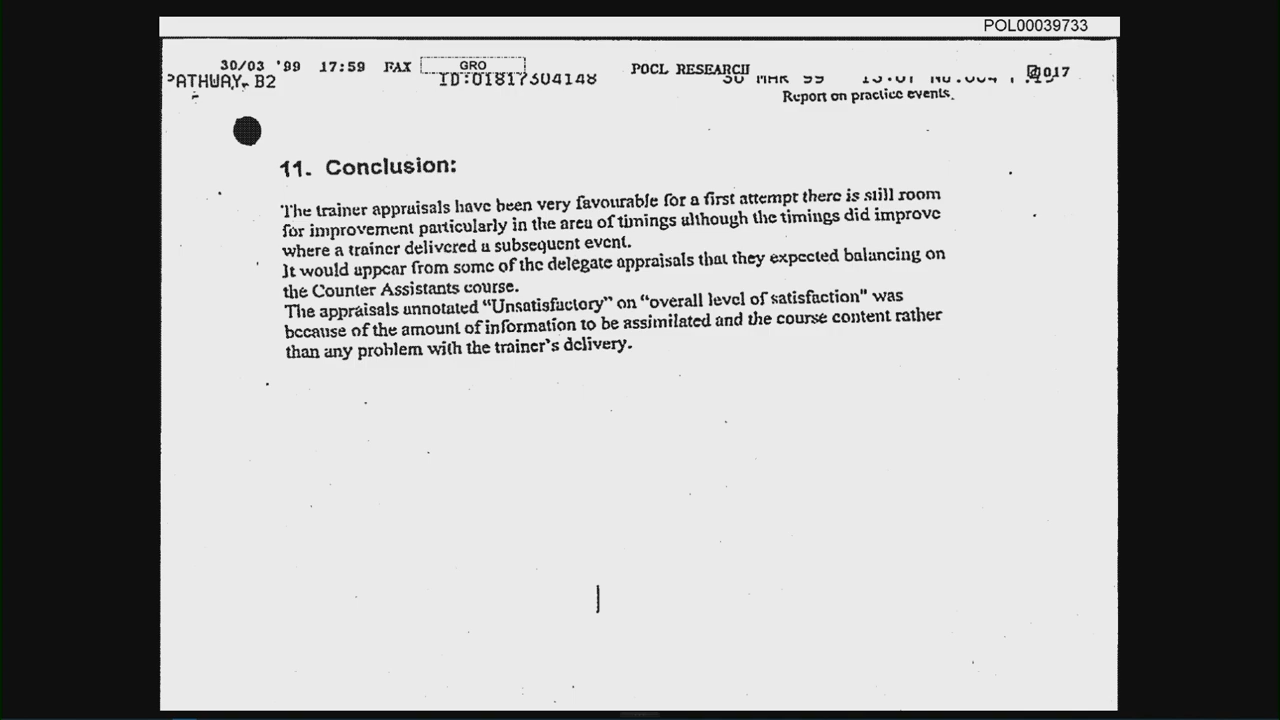 POL00039733
30/03 '99 17:59 FAX GRO POCL RESEARCH 017
PATHWAY, B2 ID:01817304148 30 MAR 99
Report on practice events.
11. Conclusion:
The trainer appraisals have been very favourable for a first attempt there is still room
for improvement particularly in the area of timings although the timings did improve
where a trainer delivered a subsequent event.
It would appear from some of the delegate appraisals that they expected balancing on
the Counter Assistants course.
The appraisals annotated “Unsatisfactory” on “overall level of satisfaction” was
because of the amount of information to be assimilated and the course content rather
than any problem with the trainer's delivery.